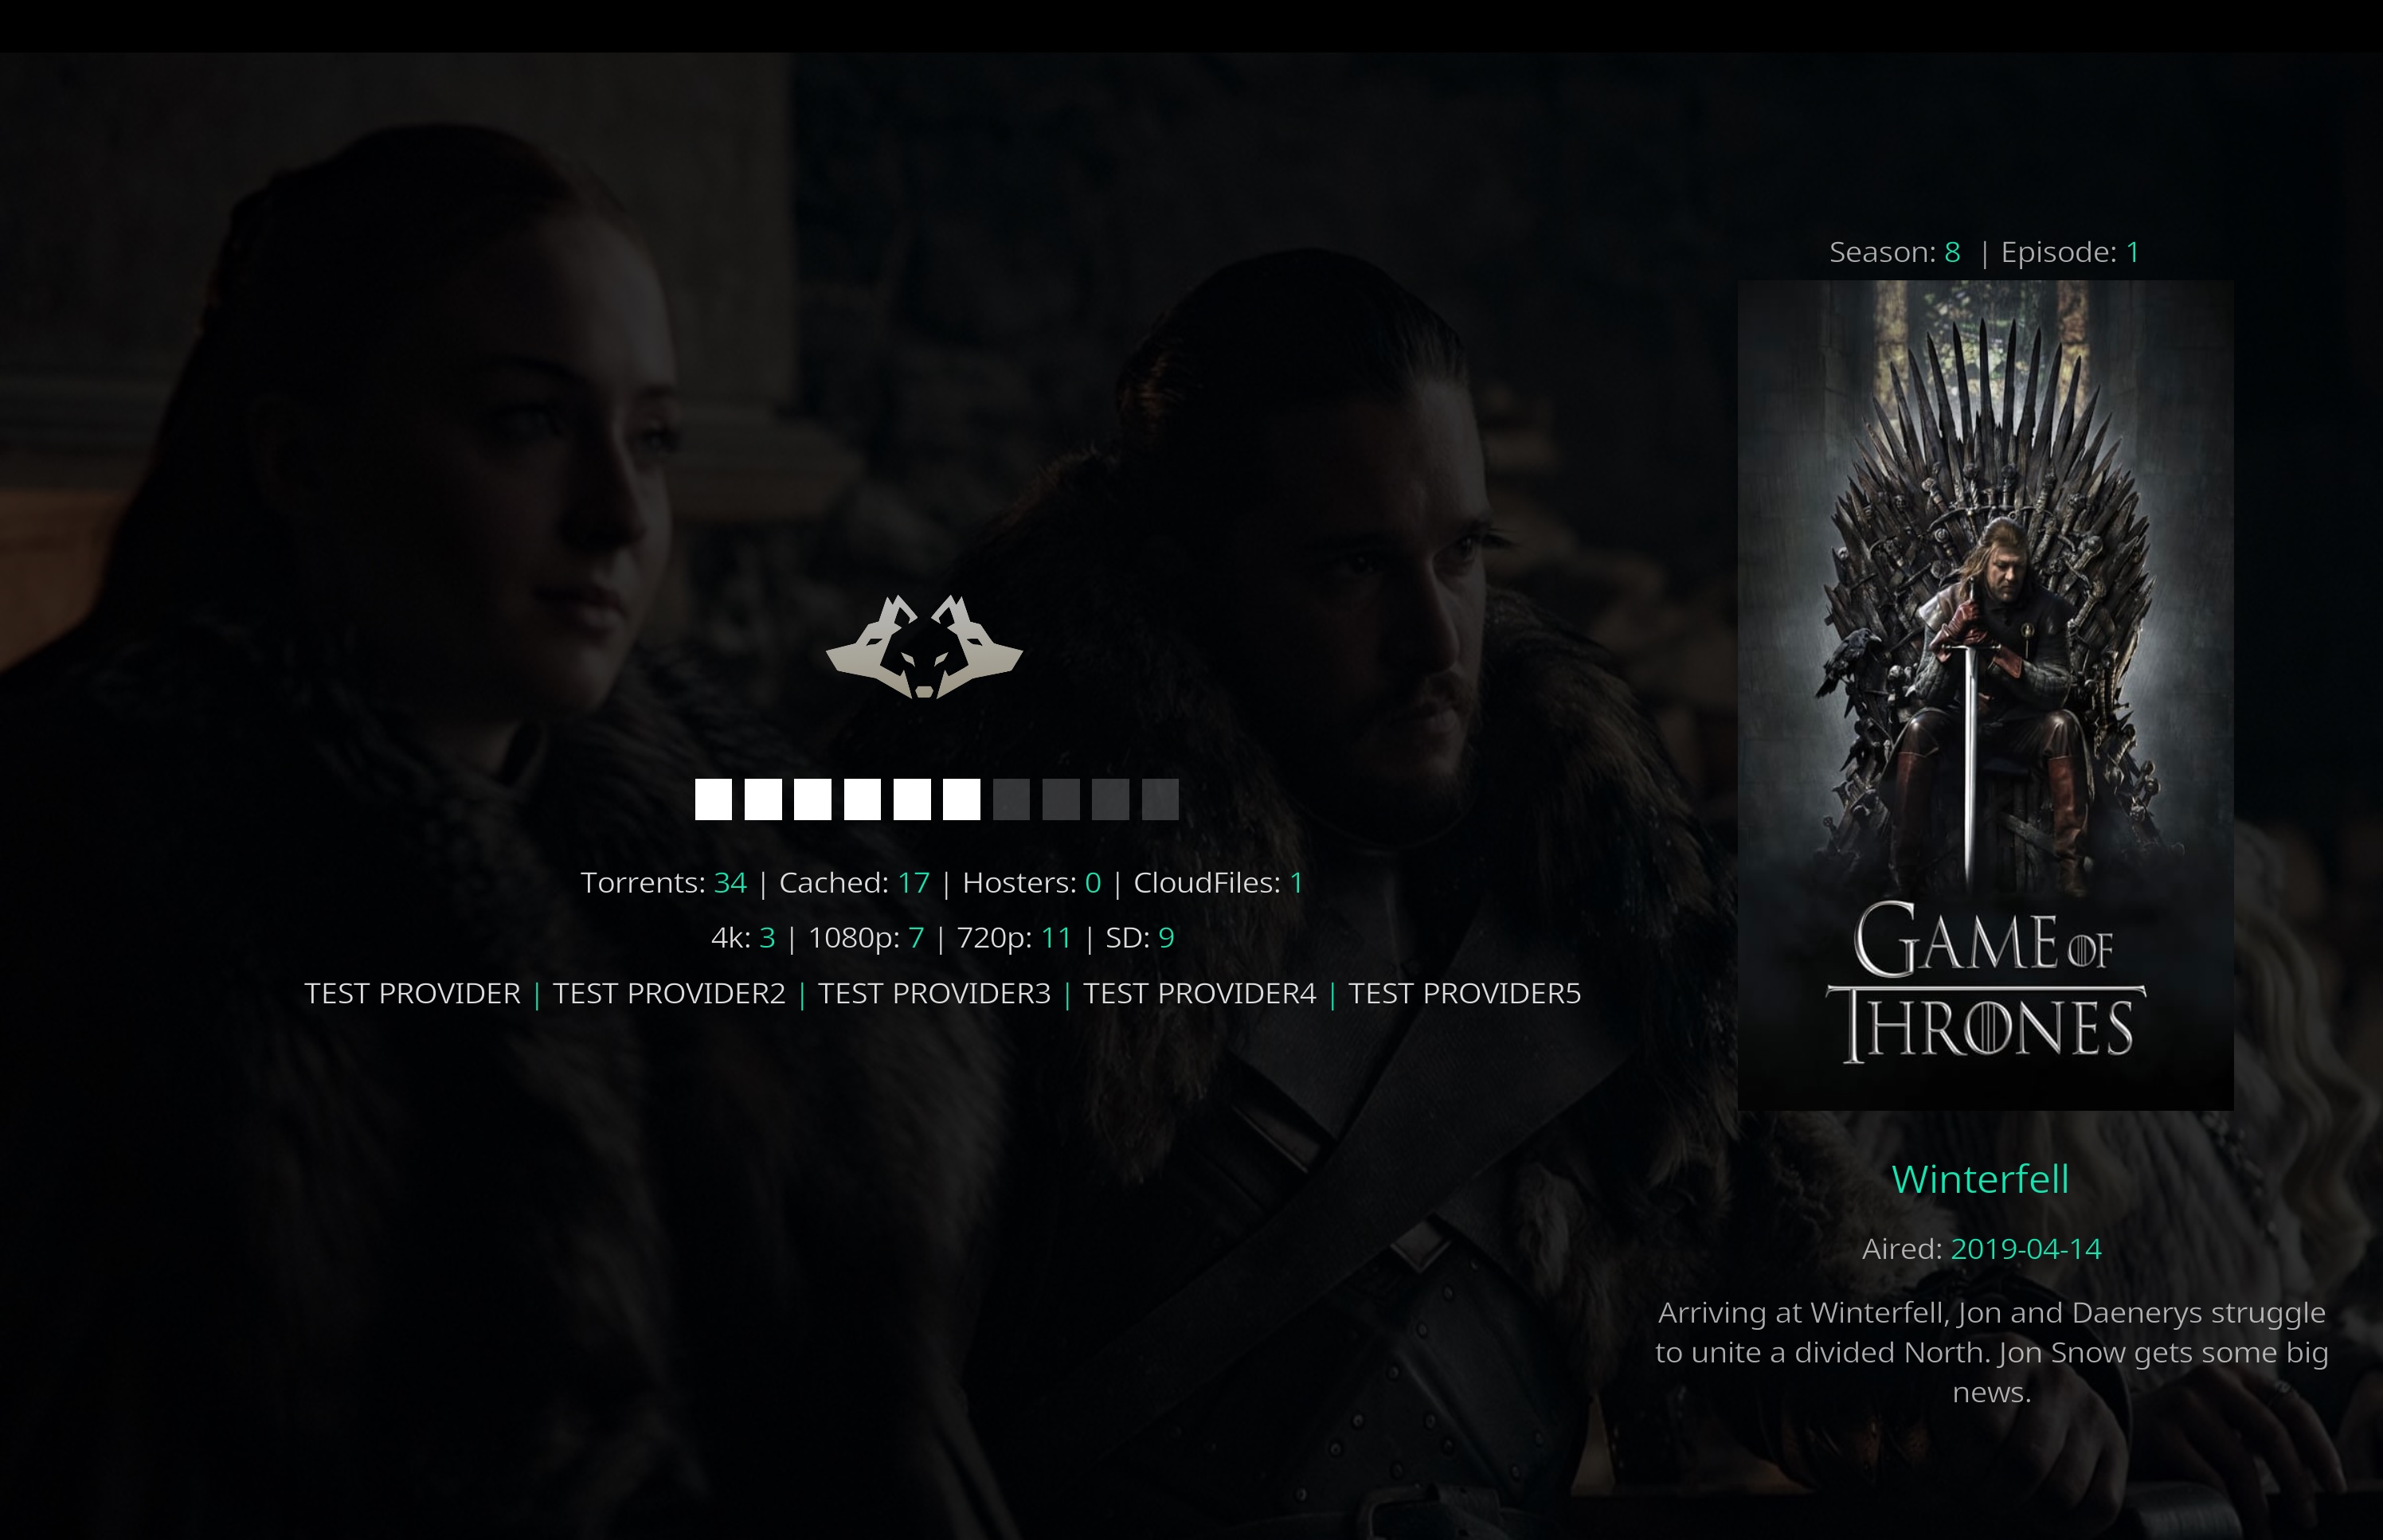 Season: 8 | Episode: 1
GAME OF
THRONES
Torrents: 34 | Cached: 17 | Hosters: 0 | CloudFiles: 1
4k: 3 | 1080p: 7 | 720p: 11 | SD: 9
TEST PROVIDER | TEST PROVIDER2 | TEST PROVIDER3 | TEST PROVIDER4 | TEST PROVIDER5
Winterfell
Aired: 2019-04-14
Arriving at Winterfell, Jon and Daenerys struggle
to unite a divided North. Jon Snow gets some big
news.